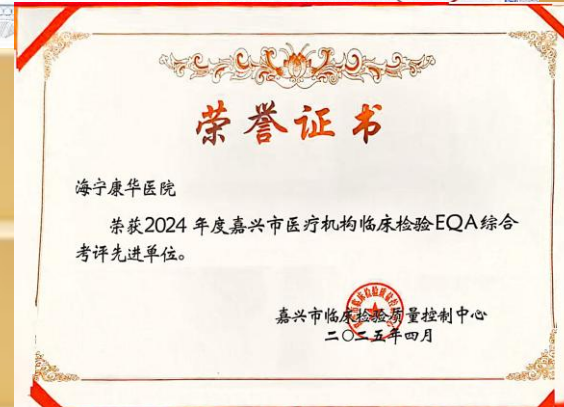 荣誉证书
海宁康华医院
荣获2024年度嘉兴市医疗机构临床检验EQA综合
考评先进单位。
嘉兴市临床检验质量控制中心
二〇二五年四月